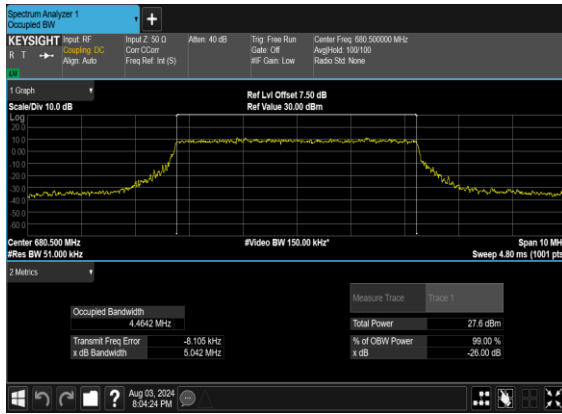 Spectrum Analyzer 1
Occupied BW
+
KEYSIGHT
R T
Input: RF
Coupling: DC
Align: Auto
Input Z: 50 Ω
Corr CCorr
Freq Ref: Int (S)
Atten: 40 dB
Trig: Free Run
Gate: Off
#IF Gain: Low
Center Freq: 680.500000 MHz
Avg|Hold: 100/100
Radio Std: None
1 Graph
Scale/Div 10.0 dB
Ref Lvl Offset 7.50 dB
Ref Value 30.00 dBm
Log
20.0
10.0
0.00
-10.0
-20.0
-30.0
-40.0
-50.0
-60.0
Center 680.500 MHz
#Video BW 150.00 kHz*
Span 10 MH
#Res BW 51.000 kHz
Sweep 4.80 ms (1001 pts
2 Metrics
Measure Trace
Trace 1
Occupied Bandwidth
4.4642 MHz
Total Power
27.6 dBm
Transmit Freq Error
-8.105 kHz
% of OBW Power
99.00 %
x dB Bandwidth
5.042 MHz
x dB
-26.00 dB
?
Aug 03, 2024
8:04:24 PM